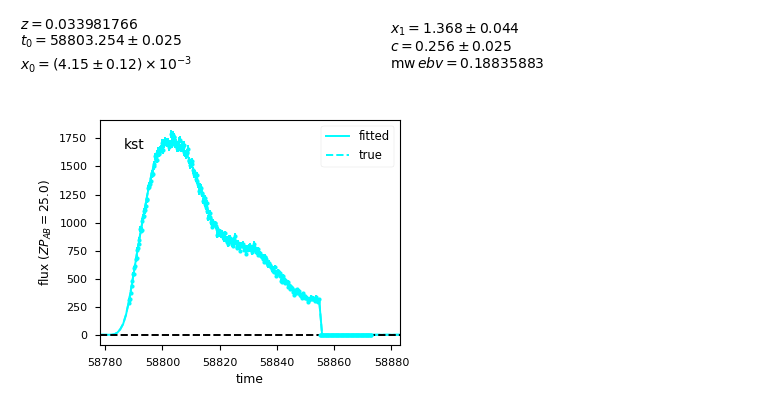 z = 0.033981766
t₀ = 58803.254 ± 0.025
x₀ = (4.15 ± 0.12) × 10⁻³
x₁ = 1.368 ± 0.044
c = 0.256 ± 0.025
mw ebv = 0.18835883
kst
fitted
true
1750
1500
1250
1000
750
500
250
0
flux (ZP_AB = 25.0)
58780 58800 58820 58840 58860 58880
time